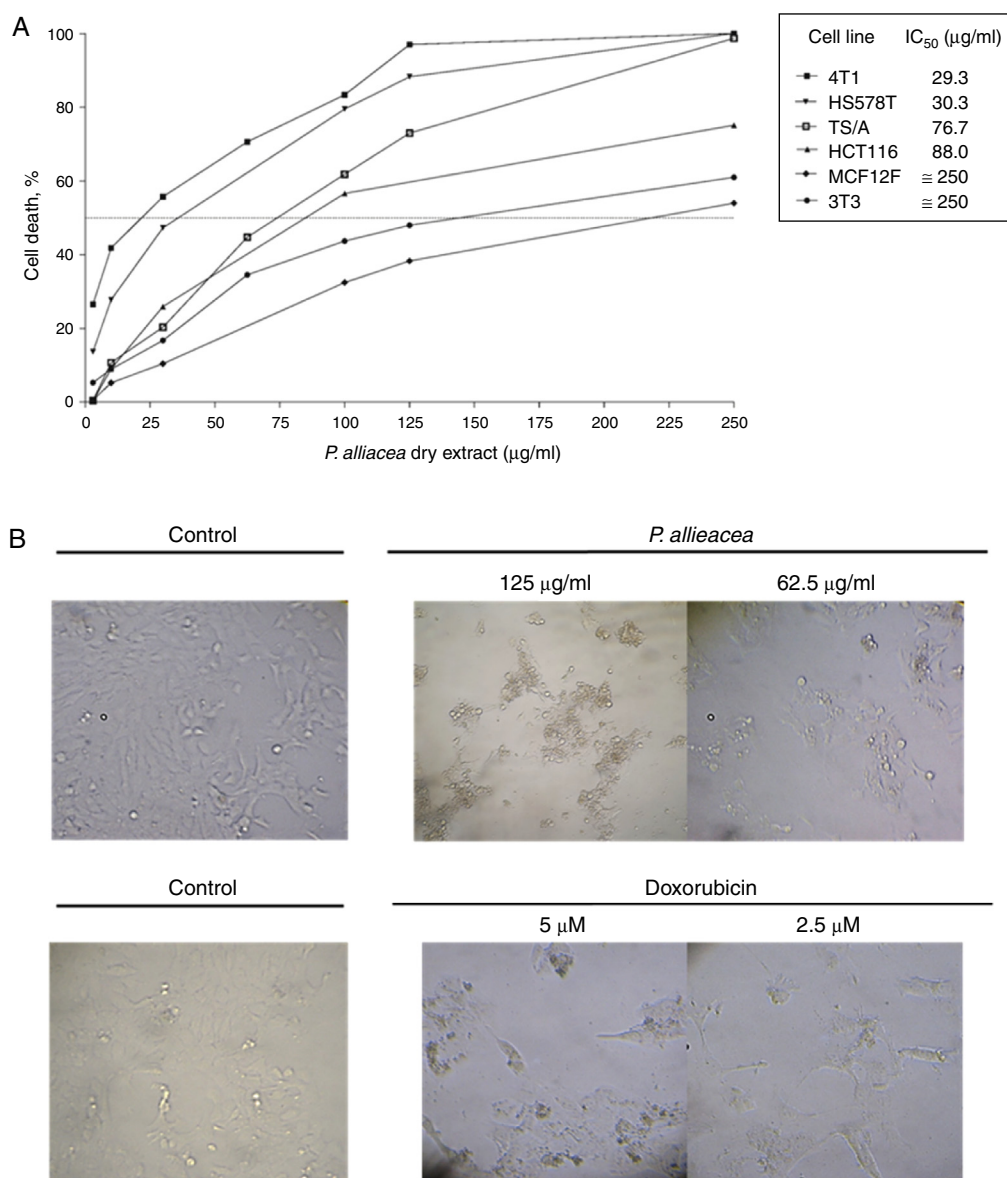 A
Cell death, %
100
80
60
40
20
0
0 25 50 75 100 125 150 175 200 225 250
P. alliacea dry extract (μg/ml)
Cell line IC50 (μg/ml)
4T1 29.3
HS578T 30.3
TS/A 76.7
HCT116 88.0
MCF12F ≅ 250
3T3 ≅ 250
B
Control P. allieacea
125 μg/ml 62.5 μg/ml
Control Doxorubicin
5 μM 2.5 μM